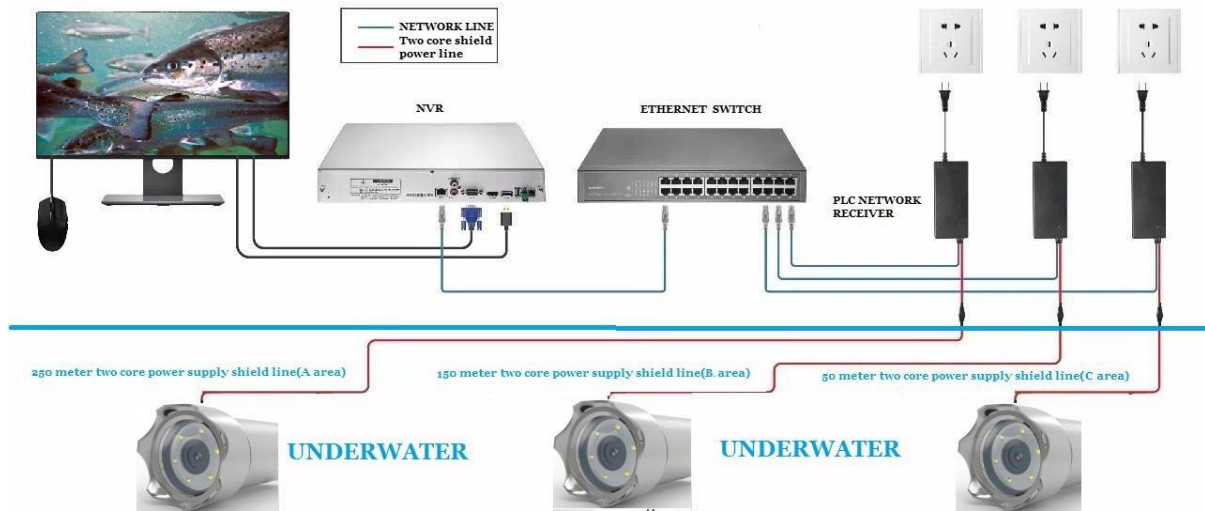 NETWORK LINE
Two core shield
power line
NVR
ETHERNET SWITCH
PLC NETWORK
RECEIVER
250 meter two core power supply shield line(A area)
150 meter two core power supply shield line(B area)
50 meter two core power supply shield line(C area)
UNDERWATER
UNDERWATER